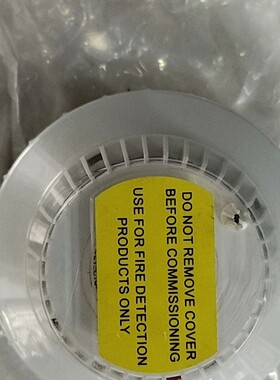 DO NOT REMOVE COVER
BEFORE COMMISSIONING
USE FOR FIRE DETECTION
PRODUCTS ONLY